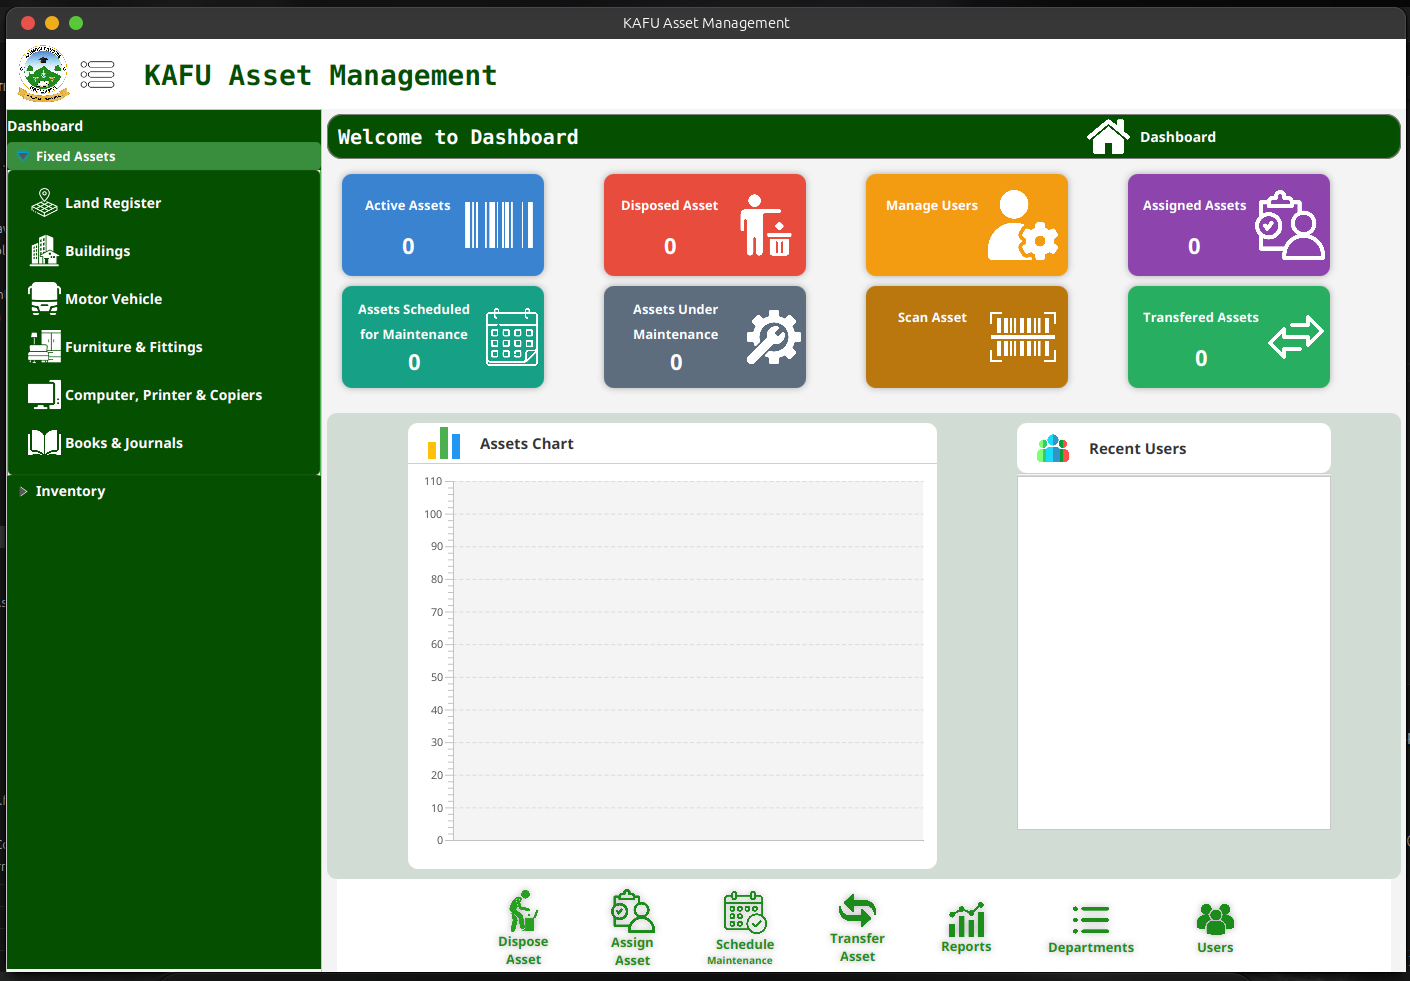 KAFU Asset Management
KAFU Asset Management
Dashboard
Fixed Assets
Land Register
Buildings
Motor Vehicle
Furniture & Fittings
Computer, Printer & Copiers
Books & Journals
Inventory
Welcome to Dashboard
Dashboard
Active Assets
0
Disposed Asset
0
Manage Users
Assigned Assets
0
Assets Scheduled
for Maintenance
0
Assets Under
Maintenance
0
Scan Asset
Transfered Assets
0
Assets Chart
110
100
90
80
70
60
50
40
30
20
10
0
Recent Users
Dispose
Asset
Assign
Asset
Schedule
Maintenance
Transfer
Asset
Reports
Departments
Users